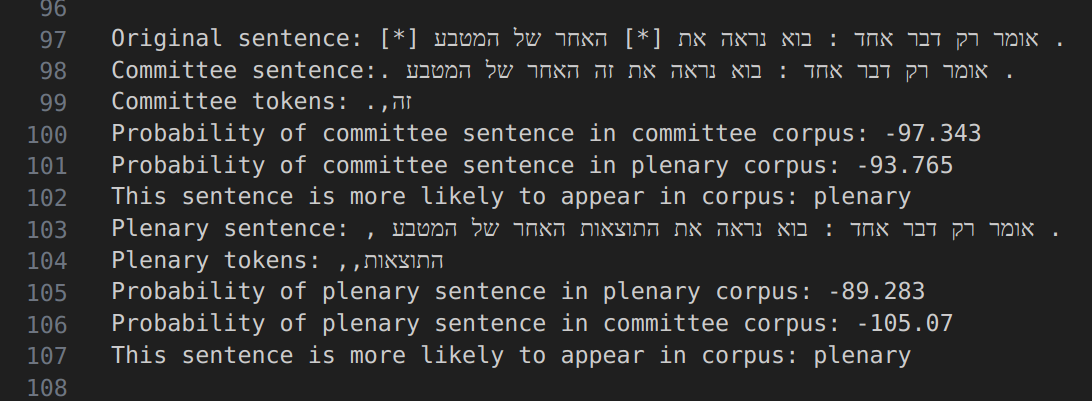 96
97 Original sentence: [*] אומר רק דבר אחד : בוא נראה את [*] האחר של המטבע .
98 Committee sentence:. אומר רק דבר אחד : בוא נראה את זה האחר של המטבע .
99 Committee tokens: .,זה
100 Probability of committee sentence in committee corpus: -97.343
101 Probability of committee sentence in plenary corpus: -93.765
102 This sentence is more likely to appear in corpus: plenary
103 Plenary sentence: , אומר רק דבר אחד : בוא נראה את התוצאות האחר של המטבע .
104 Plenary tokens: ,,התוצאות
105 Probability of plenary sentence in plenary corpus: -89.283
106 Probability of plenary sentence in committee corpus: -105.07
107 This sentence is more likely to appear in corpus: plenary
108